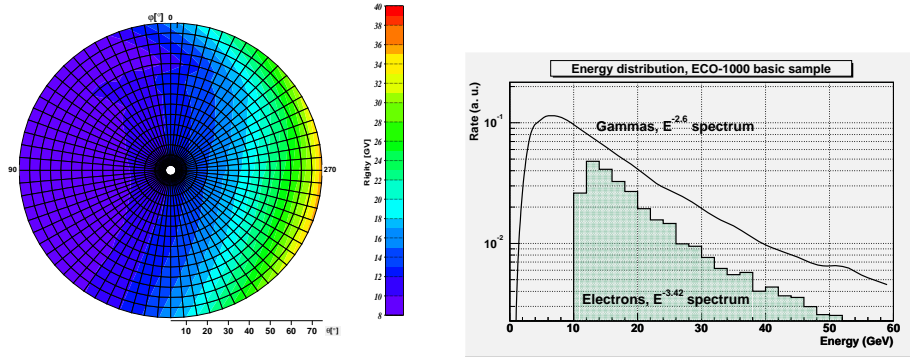 φ[°] 0
90
270
10 20 30 40 50 60 70 θ[°]
Rigity [GV]
40
38
36
34
32
30
28
26
24
22
20
18
16
14
12
10
8
Energy distribution, ECO-1000 basic sample
Rate (a. u.)
10⁻¹
10⁻²
Gammas, E⁻²·⁶ spectrum
Electrons, E⁻³·⁴² spectrum
0 10 20 30 40 50 60
Energy (GeV)